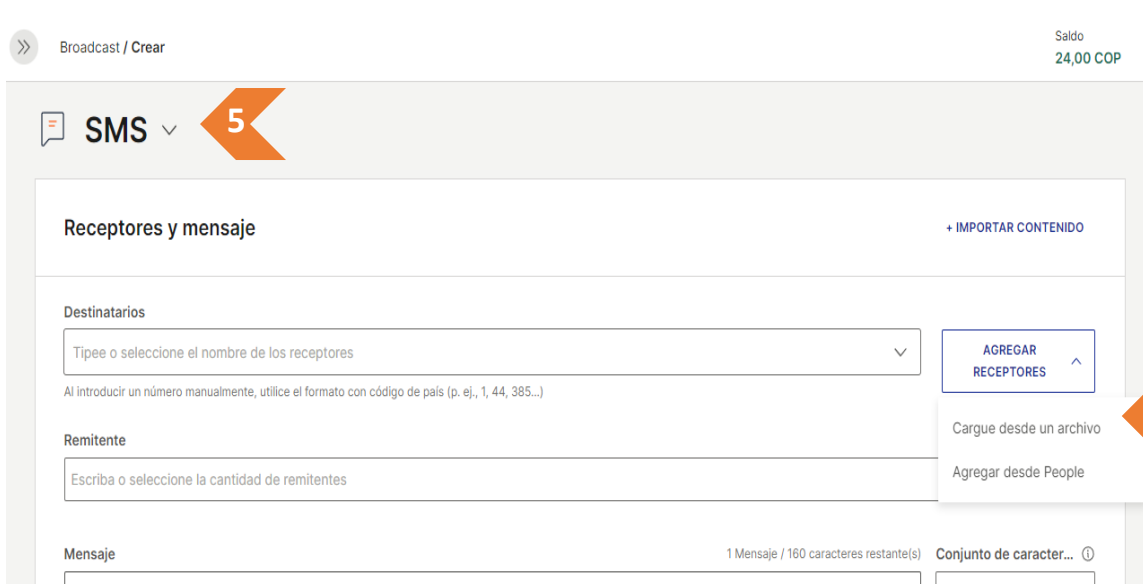 Broadcast / Crear
Saldo
24,00 COP
SMS
5
Receptores y mensaje
+ IMPORTAR CONTENIDO
Destinatarios
Tipee o seleccione el nombre de los receptores
AGREGAR
RECEPTORES
Al introducir un número manualmente, utilice el formato con código de país (p. ej., 1, 44, 385...)
Cargue desde un archivo
Agregar desde People
Remitente
Escriba o seleccione la cantidad de remitentes
Mensaje
1 Mensaje / 160 caracteres restante(s)
Conjunto de caracter...